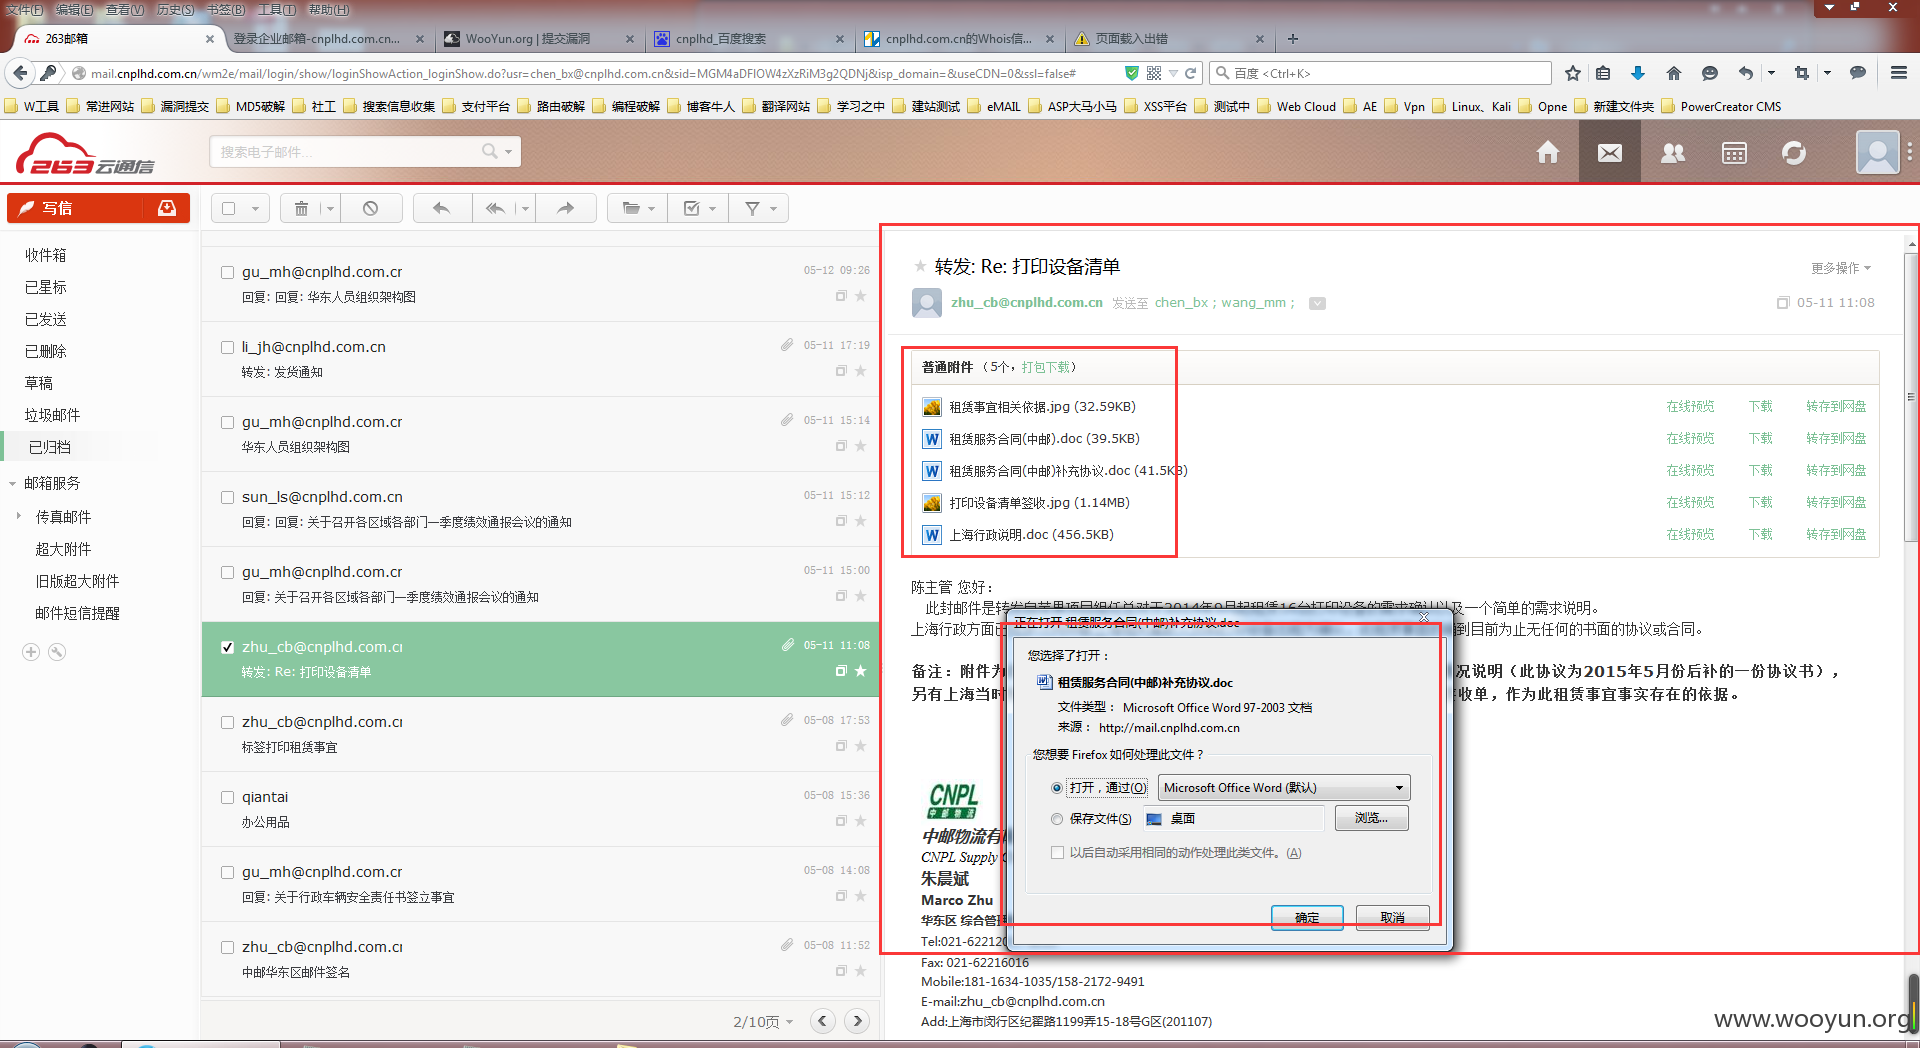 文件(F) 编辑(E) 查看(V) 历史(S) 书签(B) 工具(T) 帮助(H)
263邮箱
登录企业邮箱-cnplhd.com.cn...
WooYun.org | 提交漏洞
cnplhd_百度搜索
cnplhd.com.cn的Whois信...
页面载入出错
mail.cnplhd.com.cn/wm2e/mail/login/show/loginShowAction_loginShow.do?usr=chen_bx@cnplhd.com.cn&sid=MGM4aDFIOW4zXzRiM3g2QDNj&isp_domain=&useCDN=0&ssl=false#
百度 <Ctrl+K>
W工具 常进网站 漏洞提交 MD5破解 社工 搜索信息收集 支付平台 路由破解 编程破解 博客牛人 翻译网站 学习之中 建站测试 eMAIL ASP大马小马 XSS平台 测试中 Web Cloud AE Vpn Linux、Kali Opne 新建文件夹 PowerCreator CMS
263云通信
搜索电子邮件...
写信
收件箱
已星标
已发送
已删除
草稿
垃圾邮件
已归档
邮箱服务
传真邮件
超大附件
旧版超大附件
邮件短信提醒
gu_mh@cnplhd.com.cn 05-12 09:26
回复: 回复: 华东人员组织架构图
li_jh@cnplhd.com.cn 05-11 17:19
转发: 发货通知
gu_mh@cnplhd.com.cn 05-11 15:14
华东人员组织架构图
sun_ls@cnplhd.com.cn 05-11 15:12
回复: 回复: 关于召开各区域各部门一季度绩效通报会议的通知
gu_mh@cnplhd.com.cn 05-11 15:00
回复: 关于召开各区域各部门一季度绩效通报会议的通知
zhu_cb@cnplhd.com.cn 05-11 11:08
转发: Re: 打印设备清单
zhu_cb@cnplhd.com.cn 05-08 17:53
标签打印租赁事宜
qiantai 05-08 15:36
办公用品
gu_mh@cnplhd.com.cn 05-08 14:08
回复: 关于行政车辆安全责任书签立事宜
zhu_cb@cnplhd.com.cn 05-08 11:52
中邮华东区邮件签名
2/10页
转发: Re: 打印设备清单
更多操作
zhu_cb@cnplhd.com.cn 发送至 chen_bx ; wang_mm ;
05-11 11:08
普通附件 （5个，打包下载）
租赁事宜相关依据.jpg (32.59KB) 在线预览 下载 转存到网盘
租赁服务合同(中邮).doc (39.5KB) 在线预览 下载 转存到网盘
租赁服务合同(中邮)补充协议.doc (41.5KB) 在线预览 下载 转存到网盘
打印设备清单签收.jpg (1.14MB) 在线预览 下载 转存到网盘
上海行政说明.doc (456.5KB) 在线预览 下载 转存到网盘
陈主管 您好：
及一个简单的需求说明。
上海行政方面已 到目前为止无任何的书面的协议或合同。
备注：附件为 况说明（此协议为2015年5月份后补的一份协议书），
另有上海当时 收单，作为此租赁事宜事实存在的依据。
正在打开 租赁服务合同(中邮)补充协议.doc
您选择了打开：
租赁服务合同(中邮)补充协议.doc
文件类型： Microsoft Office Word 97-2003 文档
来源： http://mail.cnplhd.com.cn
您想要 Firefox 如何处理此文件？
打开，通过(O) Microsoft Office Word (默认)
保存文件(S) 桌面 浏览...
以后自动采用相同的动作处理此类文件。(A)
确定 取消
CNPL
中邮物流
中邮物流有
CNPL Supply
朱晨斌
Marco Zhu
华东区 综合管
Tel:021-62212
Fax: 021-62216016
Mobile:181-1634-1035/158-2172-9491
E-mail:zhu_cb@cnplhd.com.cn
Add:上海市闵行区纪翟路1199弄15-18号G区(201107)
www.wooyun.org